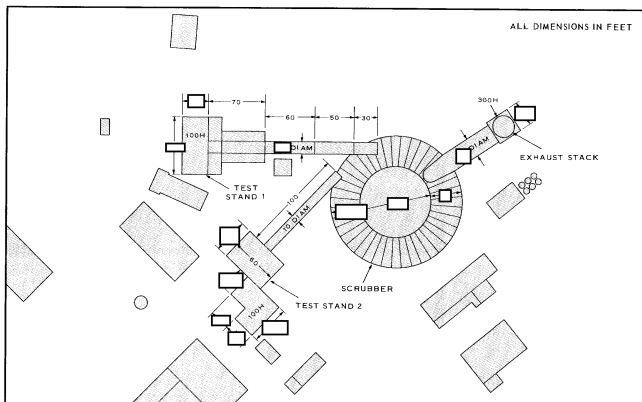 ALL DIMENSIONS IN FEET
300H
70
60
50
30
100H
DIAM
DIAM
EXHAUST STACK
TEST
STAND 1
100
10 DIAM
60
SCRUBBER
TEST STAND 2
100H